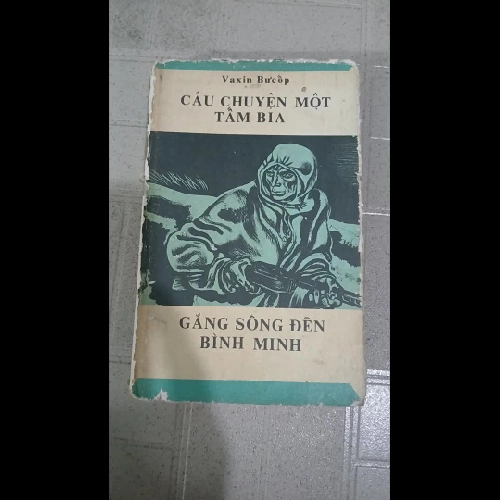 Vaxin Bưcốp
CÂU CHUYỆN MỘT
TẤM BIA
GẮNG SỐNG ĐẾN
BÌNH MINH